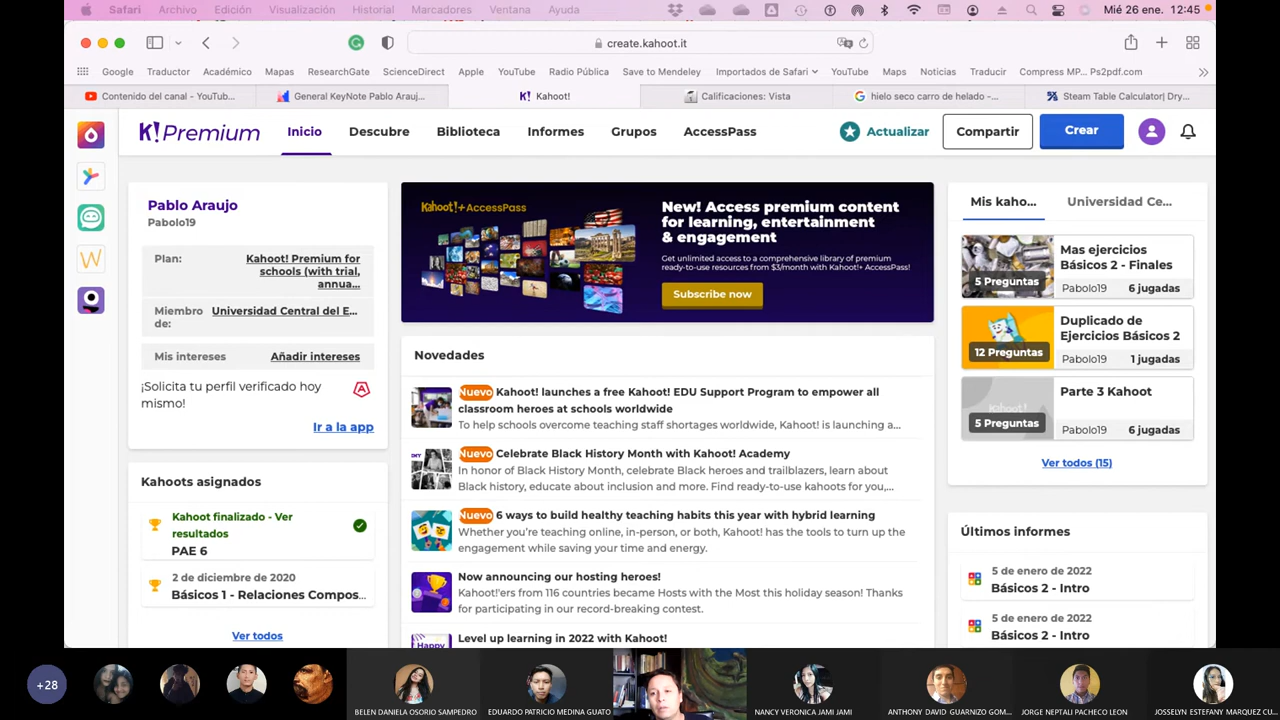 Safari Archivo Edición Visualización Historial Marcadores Ventana Ayuda Mié 26 ene. 12:45
create.kahoot.it
Google Traductor Académico Mapas ResearchGate ScienceDirect Apple YouTube Radio Pública Save to Mendeley Importados de Safari YouTube Maps Noticias Traducir Compress MP... Ps2pdf.com
Contenido del canal - YouTub... General KeyNote Pablo Arauj... K! Kahoot! Calificaciones: Vista hielo seco carro de helado -... Steam Table Calculator| Dry...
K! Premium Inicio Descubre Biblioteca Informes Grupos AccessPass Actualizar Compartir Crear
Pablo Araujo
Pabolo19
Plan: Kahoot! Premium for
schools (with trial,
annua...
Miembro
de: Universidad Central del E...
Mis intereses Añadir intereses
¡Solicita tu perfil verificado hoy
mismo!
Ir a la app
Kahoots asignados
Kahoot finalizado - Ver
resultados
PAE 6
2 de diciembre de 2020
Básicos 1 - Relaciones Compos...
Ver todos
Kahoot!+AccessPass
New! Access premium content
for learning, entertainment
& engagement
Get unlimited access to a comprehensive library of premium
ready-to-use resources from $3/month with Kahoot!+ AccessPass!
Subscribe now
Novedades
Nuevo Kahoot! launches a free Kahoot! EDU Support Program to empower all
classroom heroes at schools worldwide
To help schools overcome teaching staff shortages worldwide, Kahoot! is launching a...
Nuevo Celebrate Black History Month with Kahoot! Academy
In honor of Black History Month, celebrate Black heroes and trailblazers, learn about
Black history, educate about inclusion and more. Find ready-to-use kahoots for you,...
Nuevo 6 ways to build healthy teaching habits this year with hybrid learning
Whether you're teaching online, in-person, or both, Kahoot! has the tools to turn up the
engagement while saving your time and energy.
Now announcing our hosting heroes!
Kahoot!'ers from 116 countries became Hosts with the Most this holiday season! Thanks
for participating in our record-breaking contest.
Level up learning in 2022 with Kahoot!
Happy
Mis kaho... Universidad Ce...
Mas ejercicios
Básicos 2 - Finales
5 Preguntas
Pabolo19 6 jugadas
Duplicado de
Ejercicios Básicos 2
12 Preguntas
Pabolo19 1 jugadas
Parte 3 Kahoot
5 Preguntas
Pabolo19 6 jugadas
Ver todos (15)
Últimos informes
5 de enero de 2022
Básicos 2 - Intro
5 de enero de 2022
Básicos 2 - Intro
+28
BELEN DANIELA OSORIO SAMPEDRO EDUARDO PATRICIO MEDINA GUATO NANCY VERONICA JAMI JAMI ANTHONY DAVID GUARNIZO GOM... JORGE NEPTALI PACHECO LEON JOSSELYN ESTEFANY MARQUEZ CU...